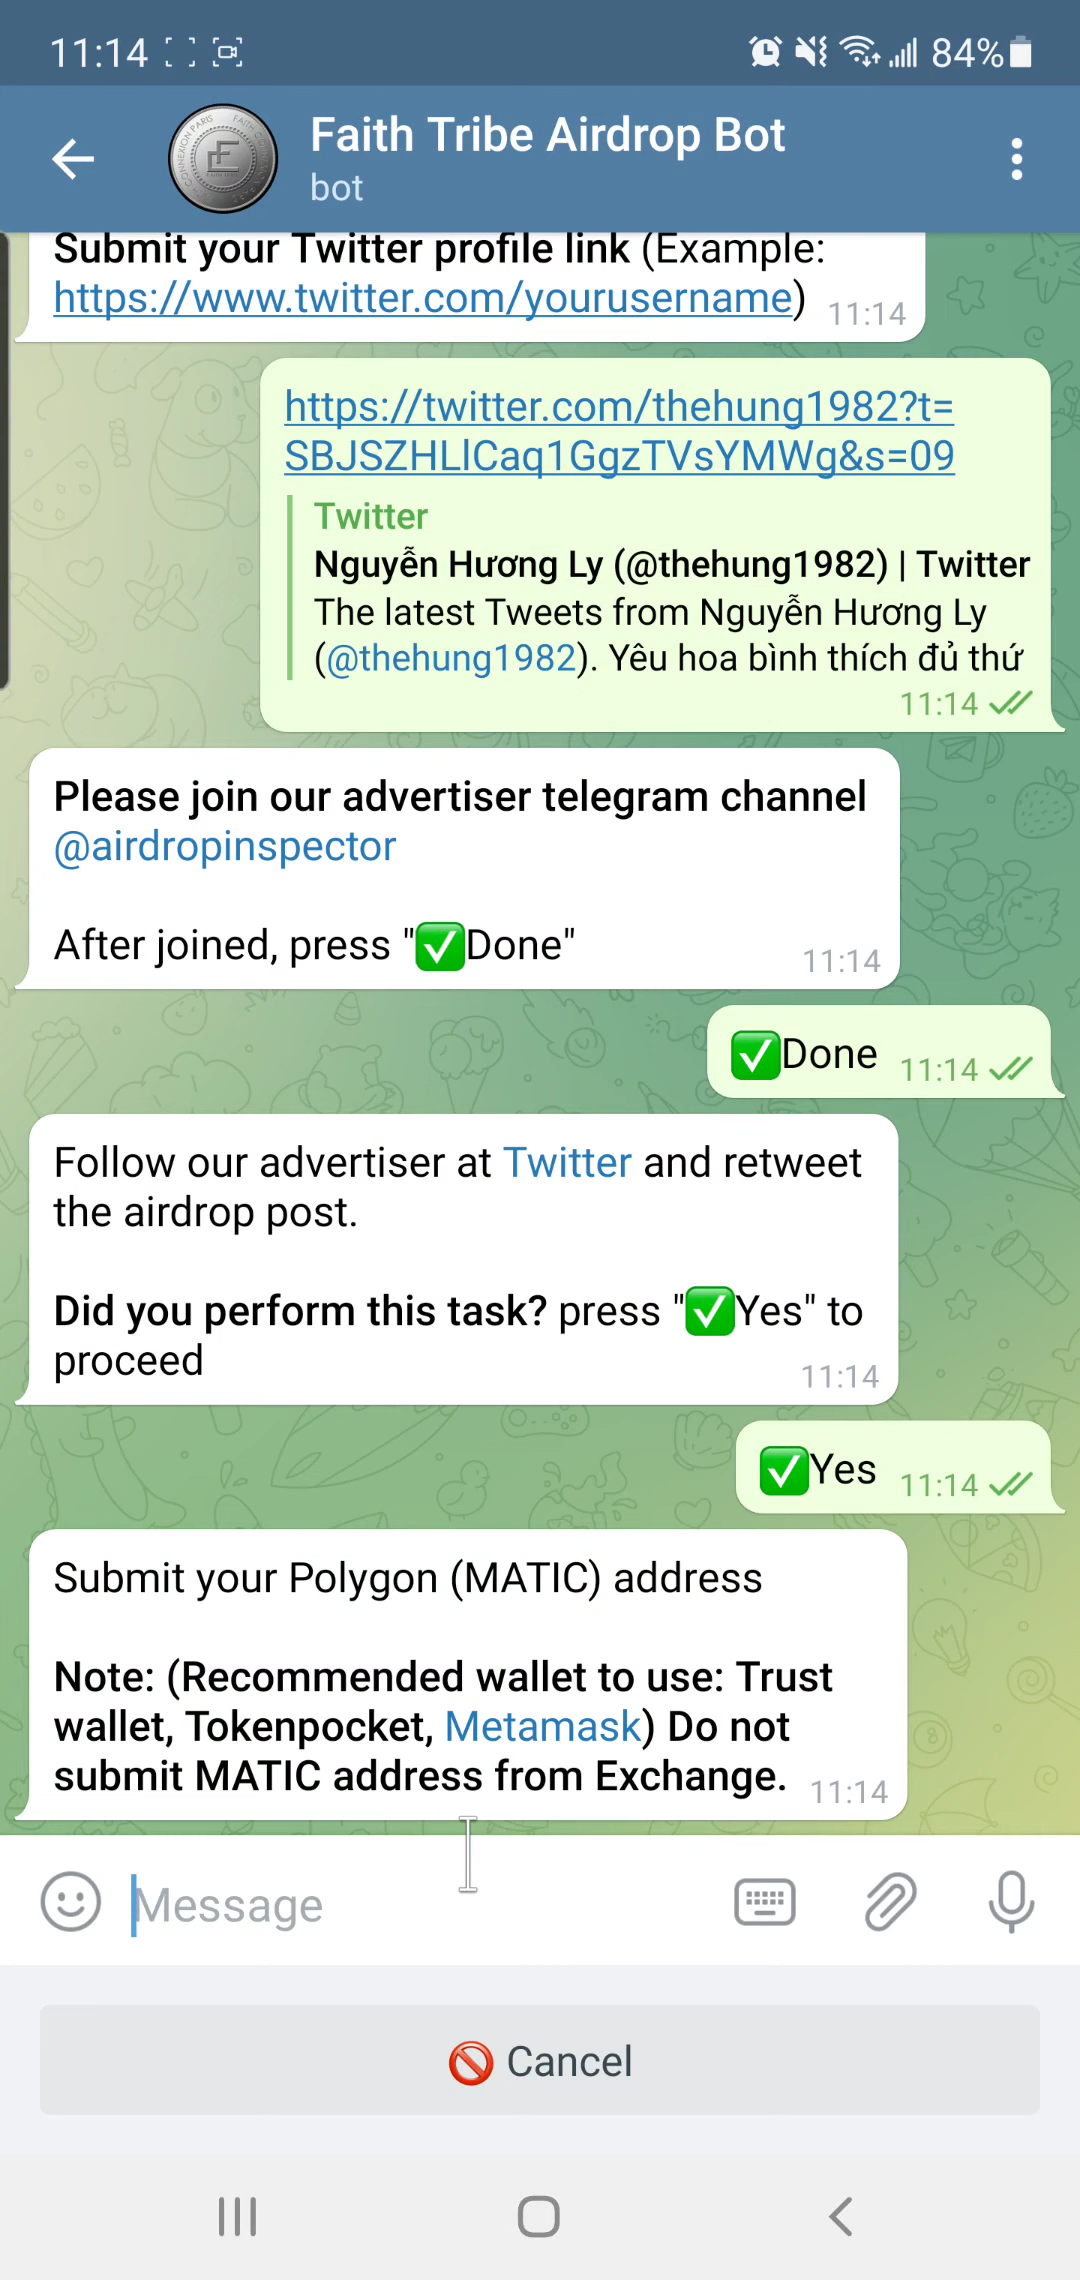 11:14 84%
Faith Tribe Airdrop Bot
bot
Submit your Twitter profile link (Example:
https://www.twitter.com/yourusername) 11:14
https://twitter.com/thehung1982?t=
SBJSZHLlCaq1GgzTVsYMWg&s=09
Twitter
Nguyễn Hương Ly (@thehung1982) | Twitter
The latest Tweets from Nguyễn Hương Ly
(@thehung1982). Yêu hoa bình thích đủ thứ
11:14
Please join our advertiser telegram channel
@airdropinspector
After joined, press "✅Done" 11:14
✅Done 11:14
Follow our advertiser at Twitter and retweet
the airdrop post.
Did you perform this task? press "✅Yes" to
proceed 11:14
✅Yes 11:14
Submit your Polygon (MATIC) address
Note: (Recommended wallet to use: Trust
wallet, Tokenpocket, Metamask) Do not
submit MATIC address from Exchange. 11:14
Message
🚫 Cancel